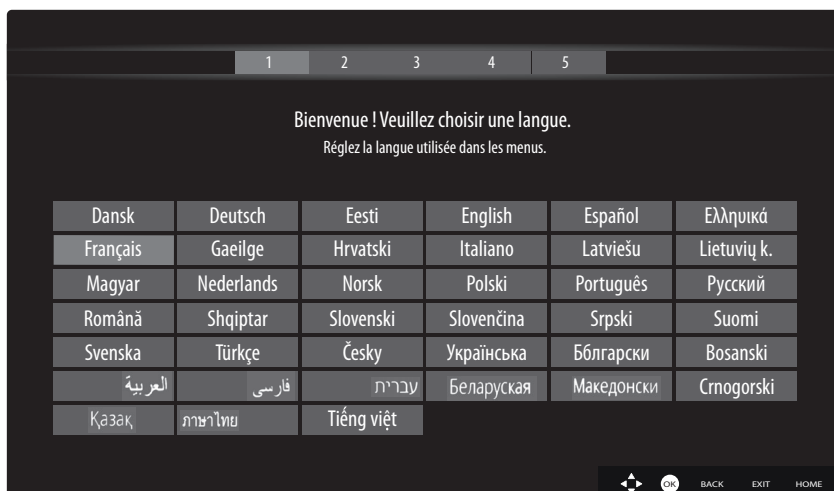 1 2 3 4 5
Bienvenue ! Veuillez choisir une langue.
Réglez la langue utilisée dans les menus.
Dansk Deutsch Eesti English Español Ελληυικά
Français Gaeilge Hrvatski Italiano Latviešu Lietuvių k.
Magyar Nederlands Norsk Polski Português Русский
Română Shqiptar Slovenski Slovenčina Srpski Suomi
Svenska Türkçe Česky Українська Бблгарски Bosanski
العربية فارسی עברית Беларуская Македонски Crnogorski
Қазақ ภาษาไทย Tiếng việt
OK BACK EXIT HOME